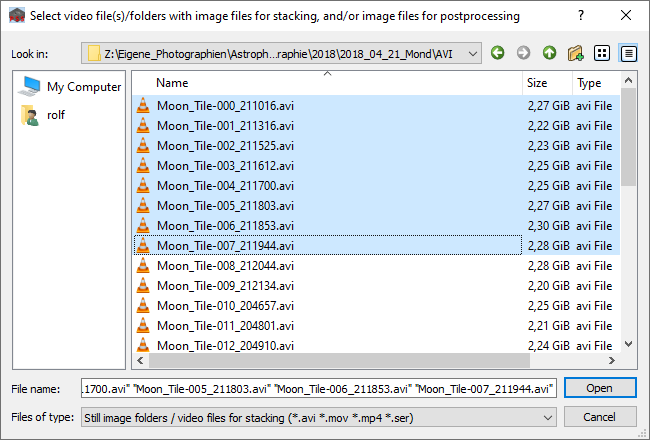 Select video file(s)/folders with image files for stacking, and/or image files for postprocessing
Look in: Z:\Eigene_Photographien\Astroph...raphie\2018\2018_04_21_Mond\AVI
My Computer
rolf
Name Size Type
Moon_Tile-000_211016.avi 2,27 GiB avi File
Moon_Tile-001_211316.avi 2,22 GiB avi File
Moon_Tile-002_211525.avi 2,23 GiB avi File
Moon_Tile-003_211612.avi 2,25 GiB avi File
Moon_Tile-004_211700.avi 2,25 GiB avi File
Moon_Tile-005_211803.avi 2,27 GiB avi File
Moon_Tile-006_211853.avi 2,30 GiB avi File
Moon_Tile-007_211944.avi 2,28 GiB avi File
Moon_Tile-008_212044.avi 2,28 GiB avi File
Moon_Tile-009_212134.avi 2,20 GiB avi File
Moon_Tile-010_204657.avi 2,25 GiB avi File
Moon_Tile-011_204801.avi 2,21 GiB avi File
Moon_Tile-012_204910.avi 2,24 GiB avi File
File name: .1700.avi" "Moon_Tile-005_211803.avi" "Moon_Tile-006_211853.avi" "Moon_Tile-007_211944.avi" Open
Files of type: Still image folders / video files for stacking (*.avi *.mov *.mp4 *.ser) Cancel